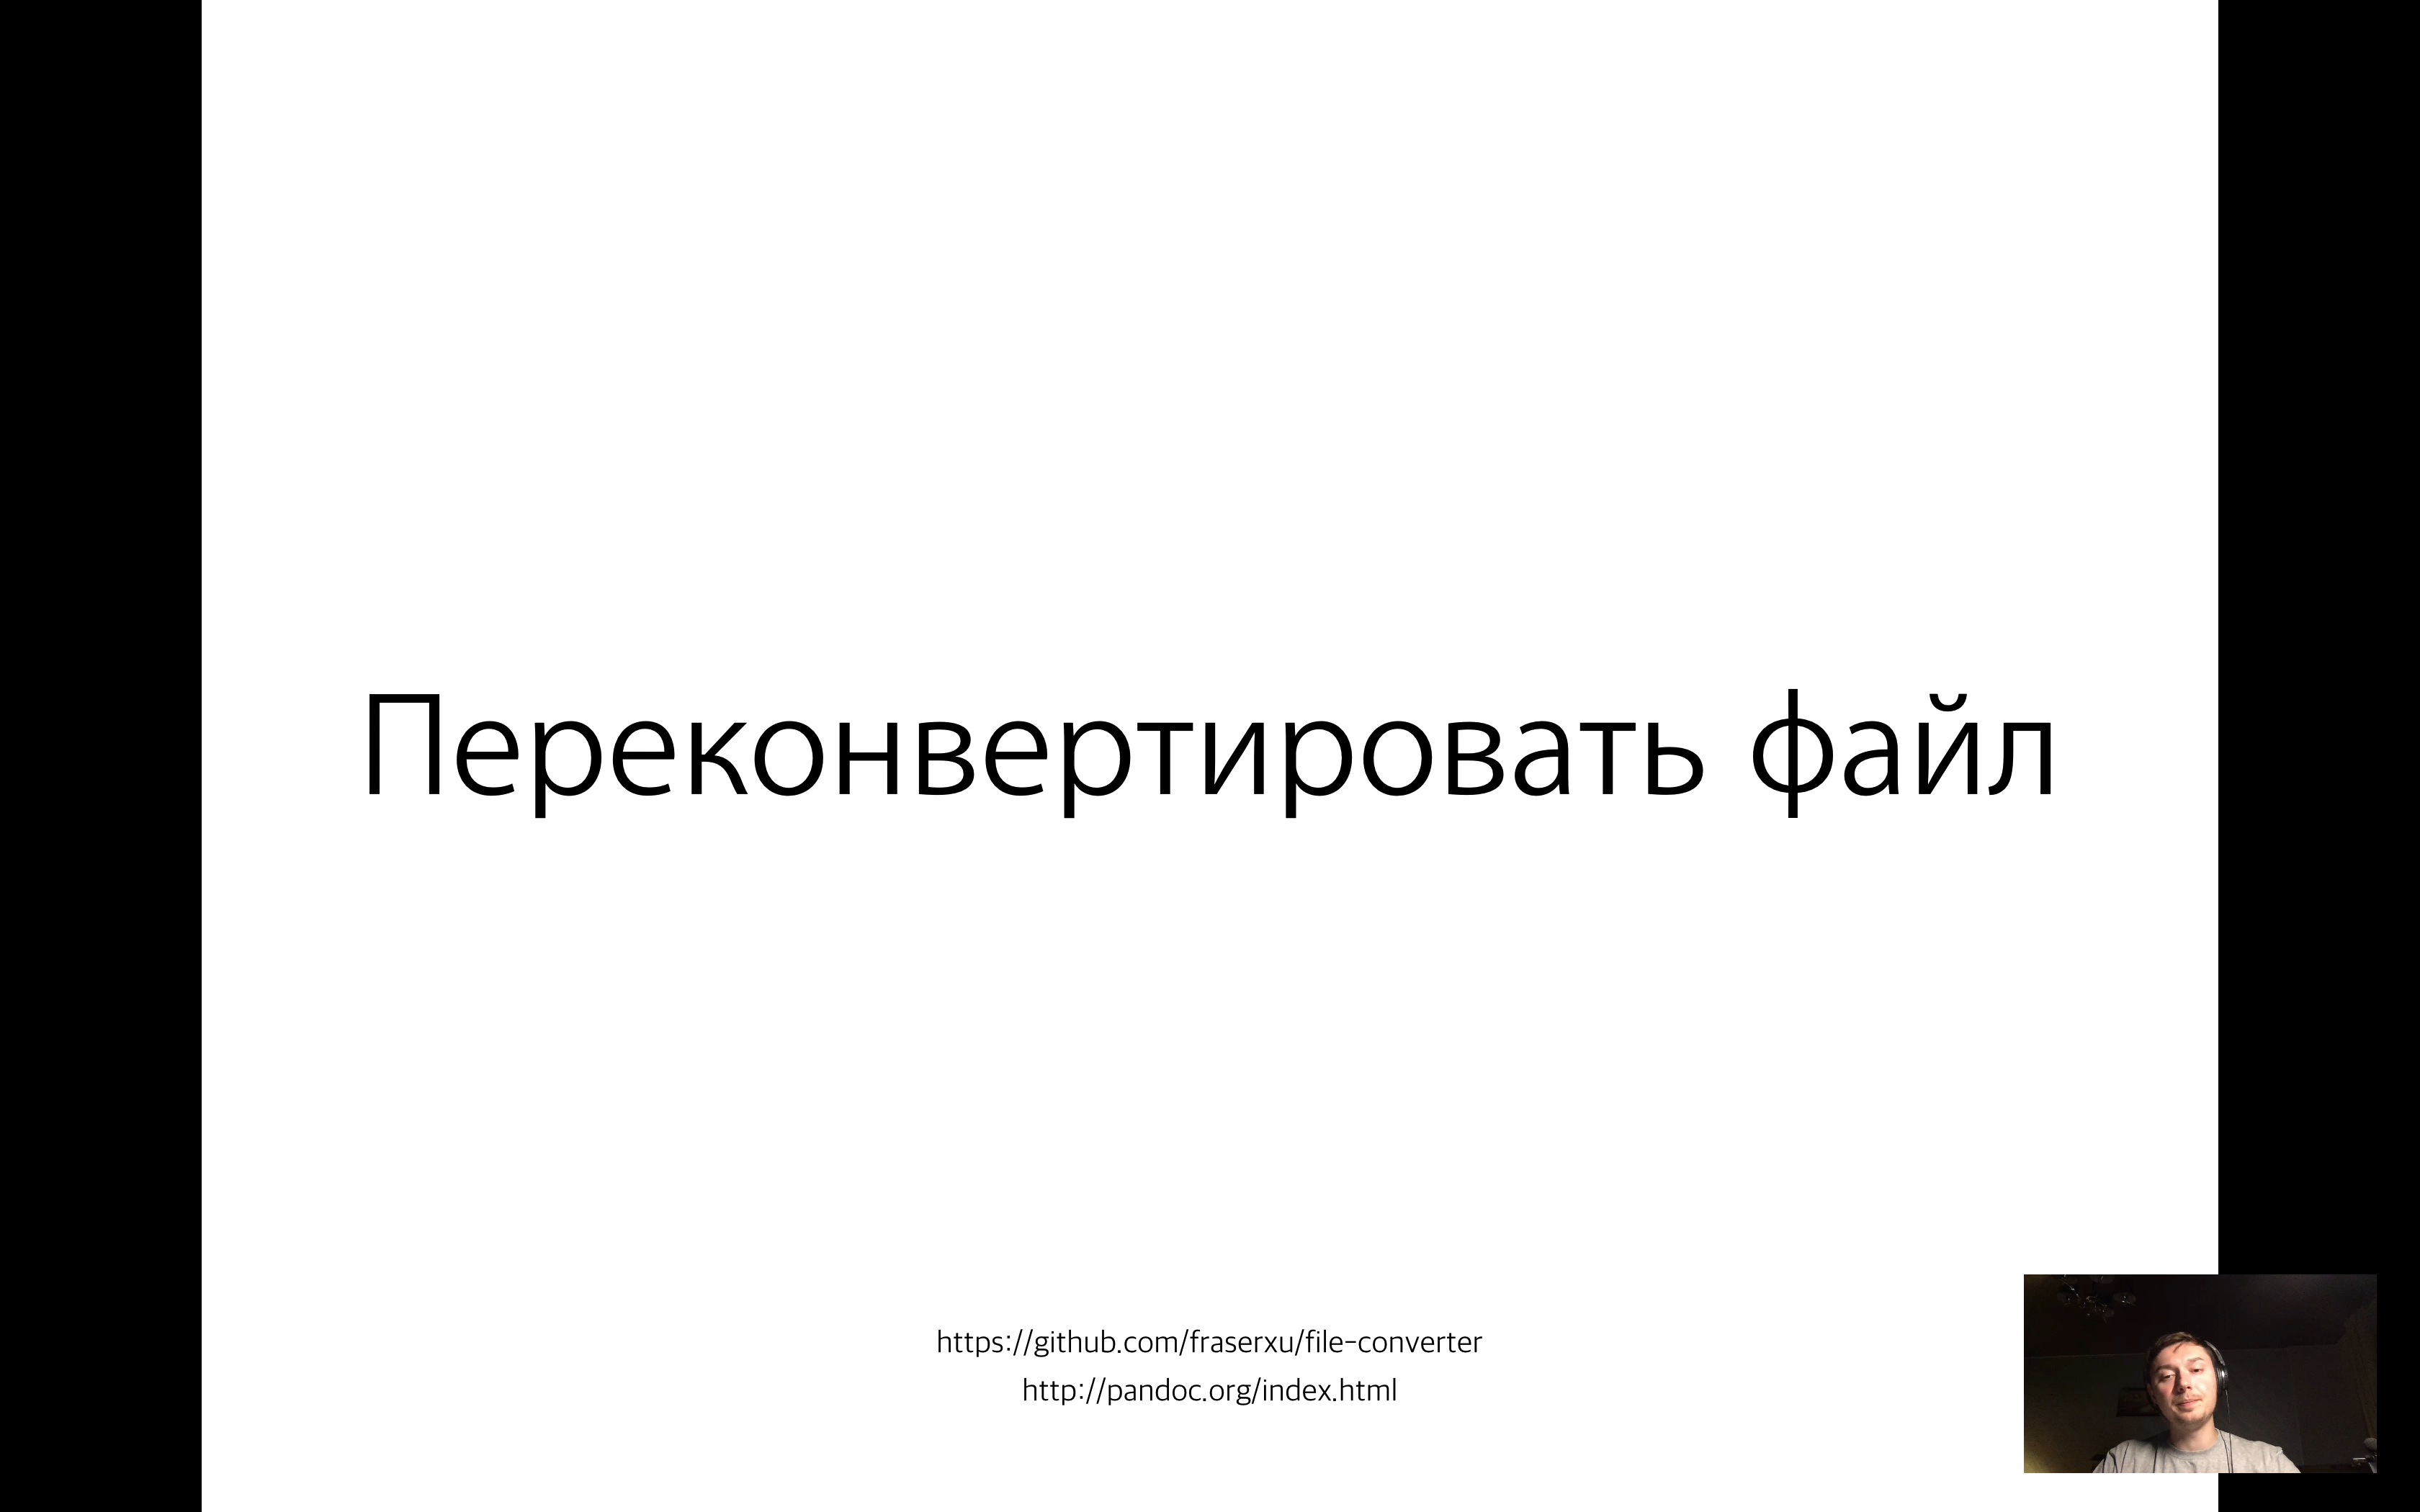 Переконвертировать файл
https://github.com/fraserxu/file-converter
http://pandoc.org/index.html